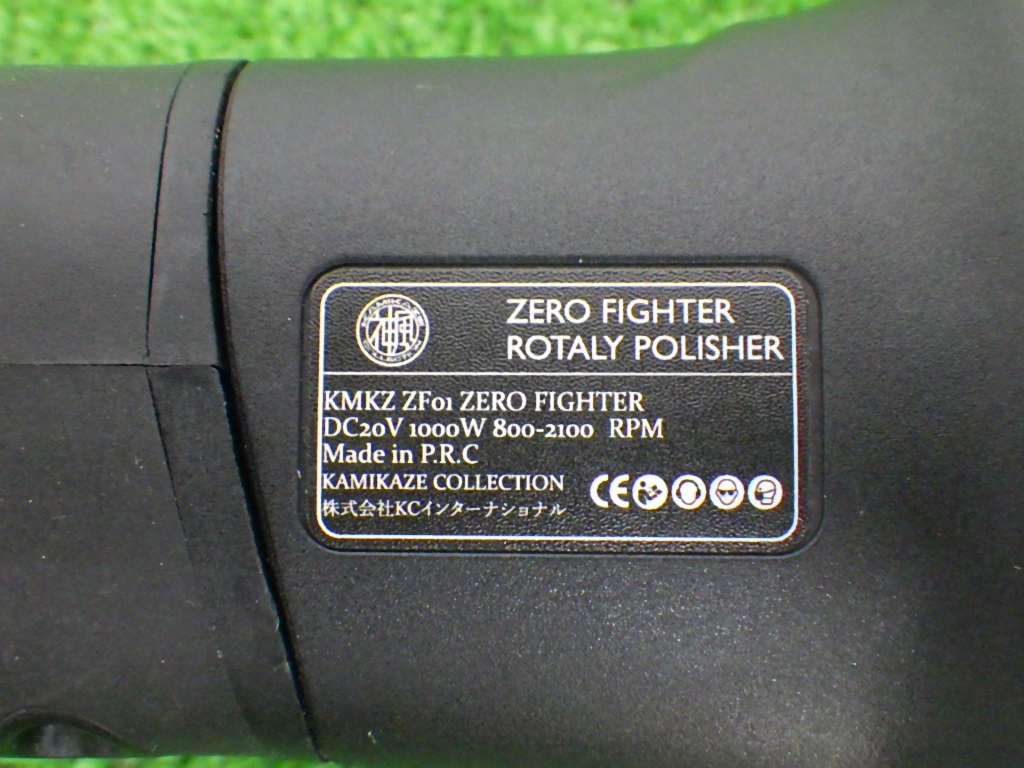 ZERO FIGHTER
ROTALY POLISHER
KMKZ ZF01 ZERO FIGHTER
DC20V 1000W 800-2100 RPM
Made in P.R.C
KAMIKAZE COLLECTION
CE
株式会社KCインターナショナル